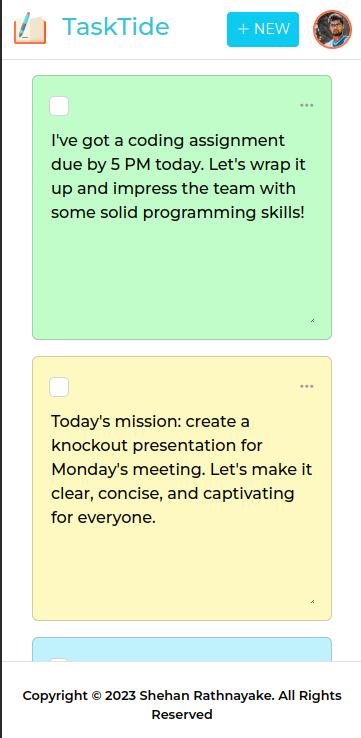 TaskTide
+ NEW
I've got a coding assignment
due by 5 PM today. Let's wrap it
up and impress the team with
some solid programming skills!
Today's mission: create a
knockout presentation for
Monday's meeting. Let's make it
clear, concise, and captivating
for everyone.
Copyright © 2023 Shehan Rathnayake. All Rights
Reserved